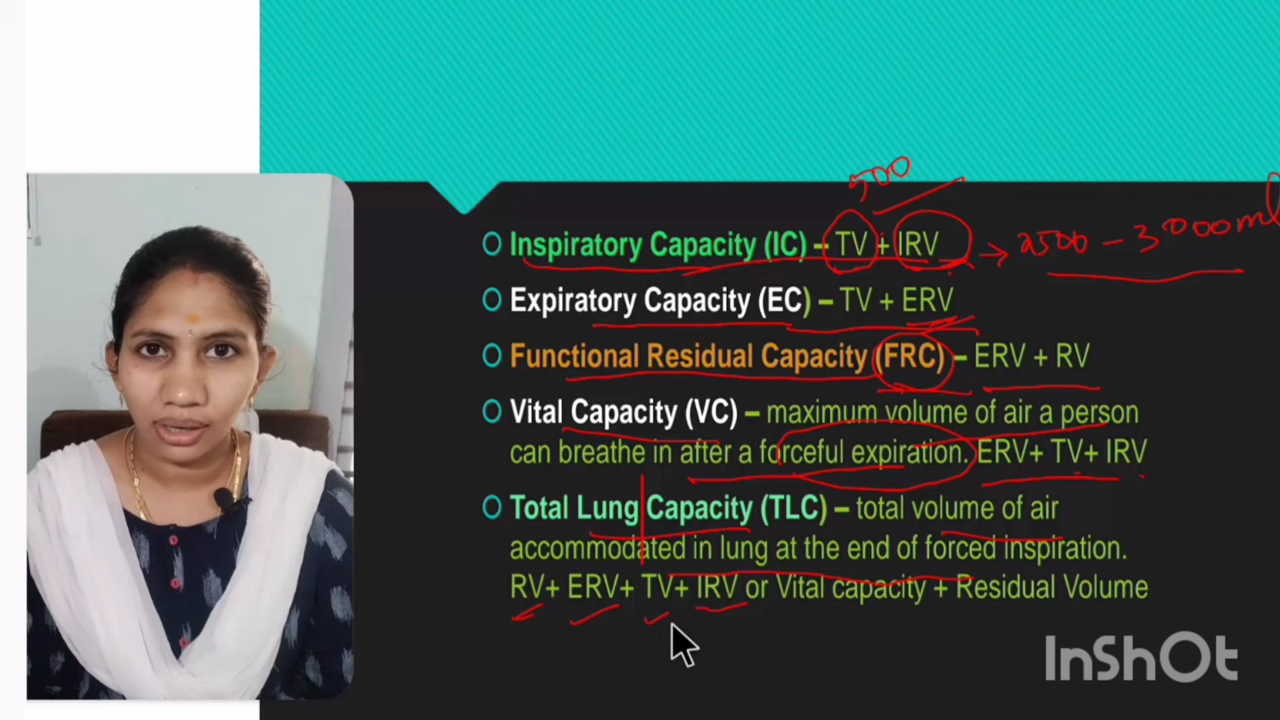 500
Inspiratory Capacity (IC) – TV + IRV → 2500 - 3000ml
Expiratory Capacity (EC) – TV + ERV
Functional Residual Capacity (FRC) – ERV + RV
Vital Capacity (VC) – maximum volume of air a person
can breathe in after a forceful expiration. ERV+ TV+ IRV
Total Lung Capacity (TLC) – total volume of air
accommodated in lung at the end of forced inspiration.
RV+ ERV+ TV+ IRV or Vital capacity + Residual Volume
InShOt